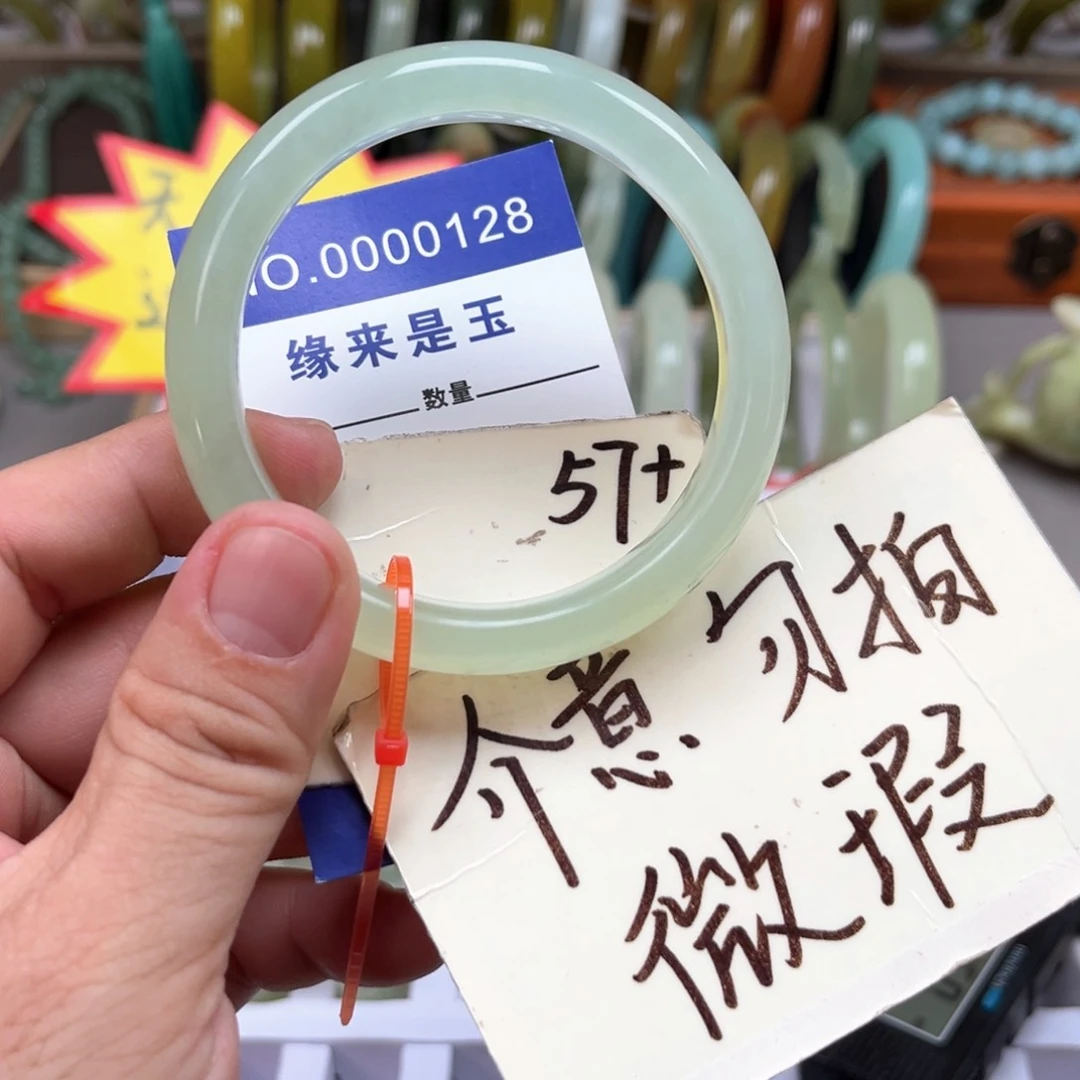 NO.0000128
缘来是玉
数量
57+
介意 勿拍
微瑕